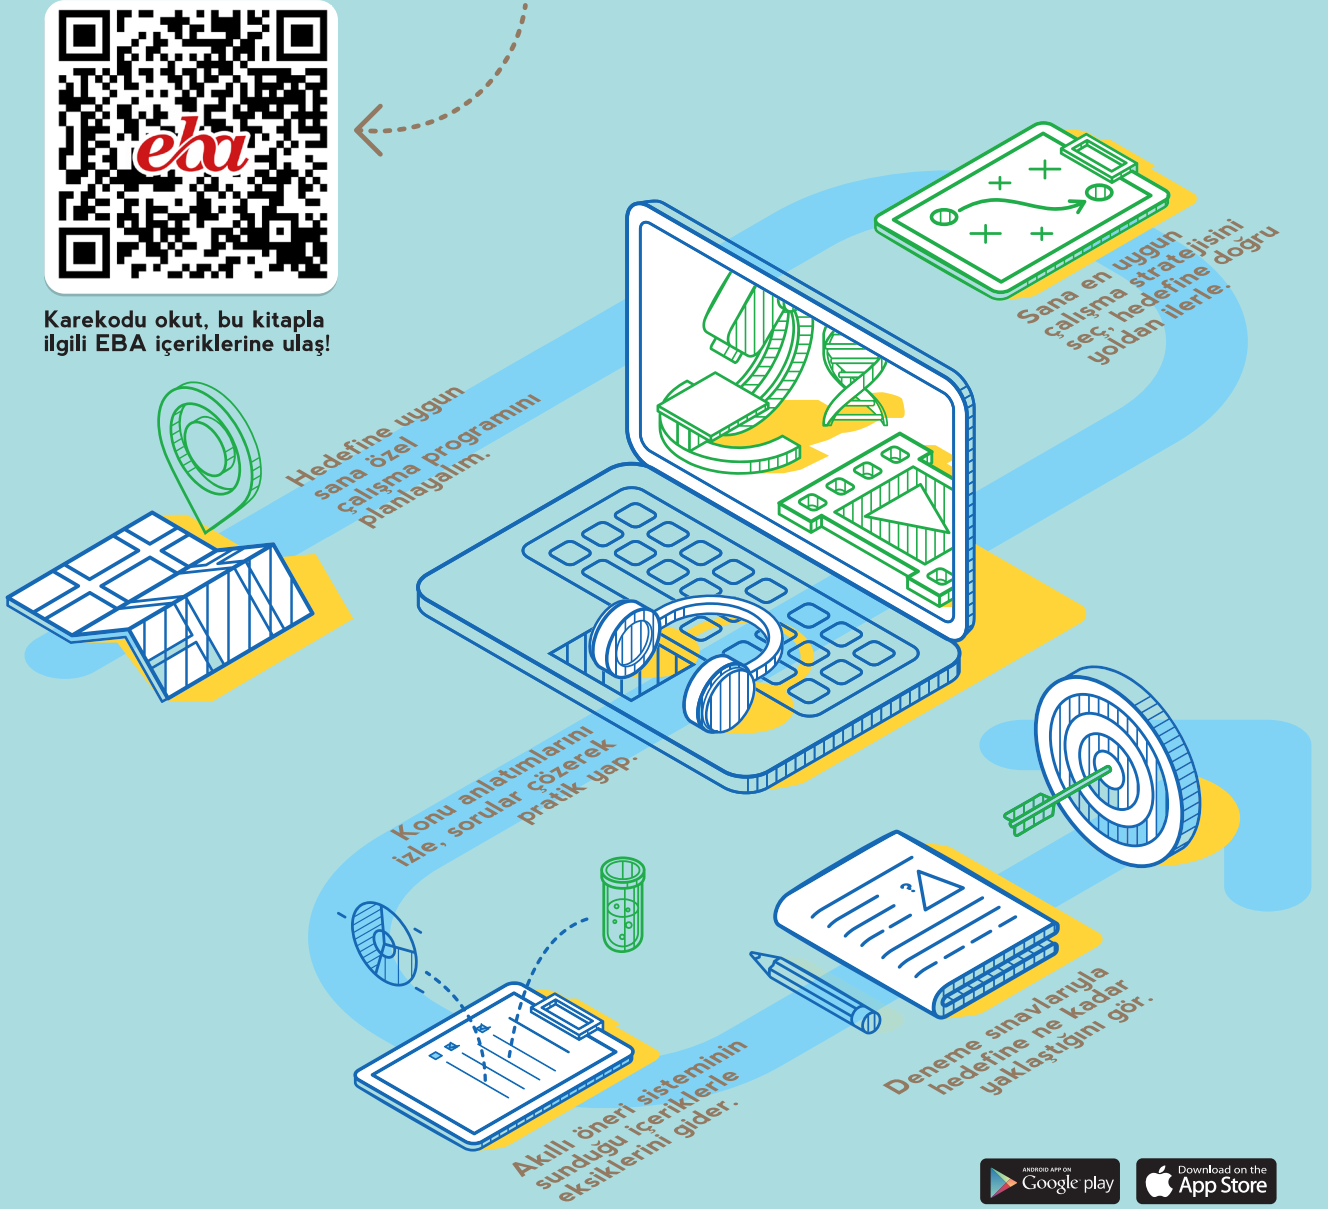 eba
Karekodu okut, bu kitapla
ilgili EBA içeriklerine ulaş!
Sana en uygun
çalışma stratejisini
seç, hedefine doğru
yoldan ilerle.
Hedefine uygun
sana özel
çalışma programını
planlayalım.
Konu anlatımlarını
izle, sorular çözerek
pratik yap.
?
Deneme sınavlarıyla
hedefine ne kadar
yaklaştığını gör.
Akıllı öneri sisteminin
sunduğu içeriklerle
eksiklerini gider.
ANDROID APP ON
Google play
Download on the
App Store